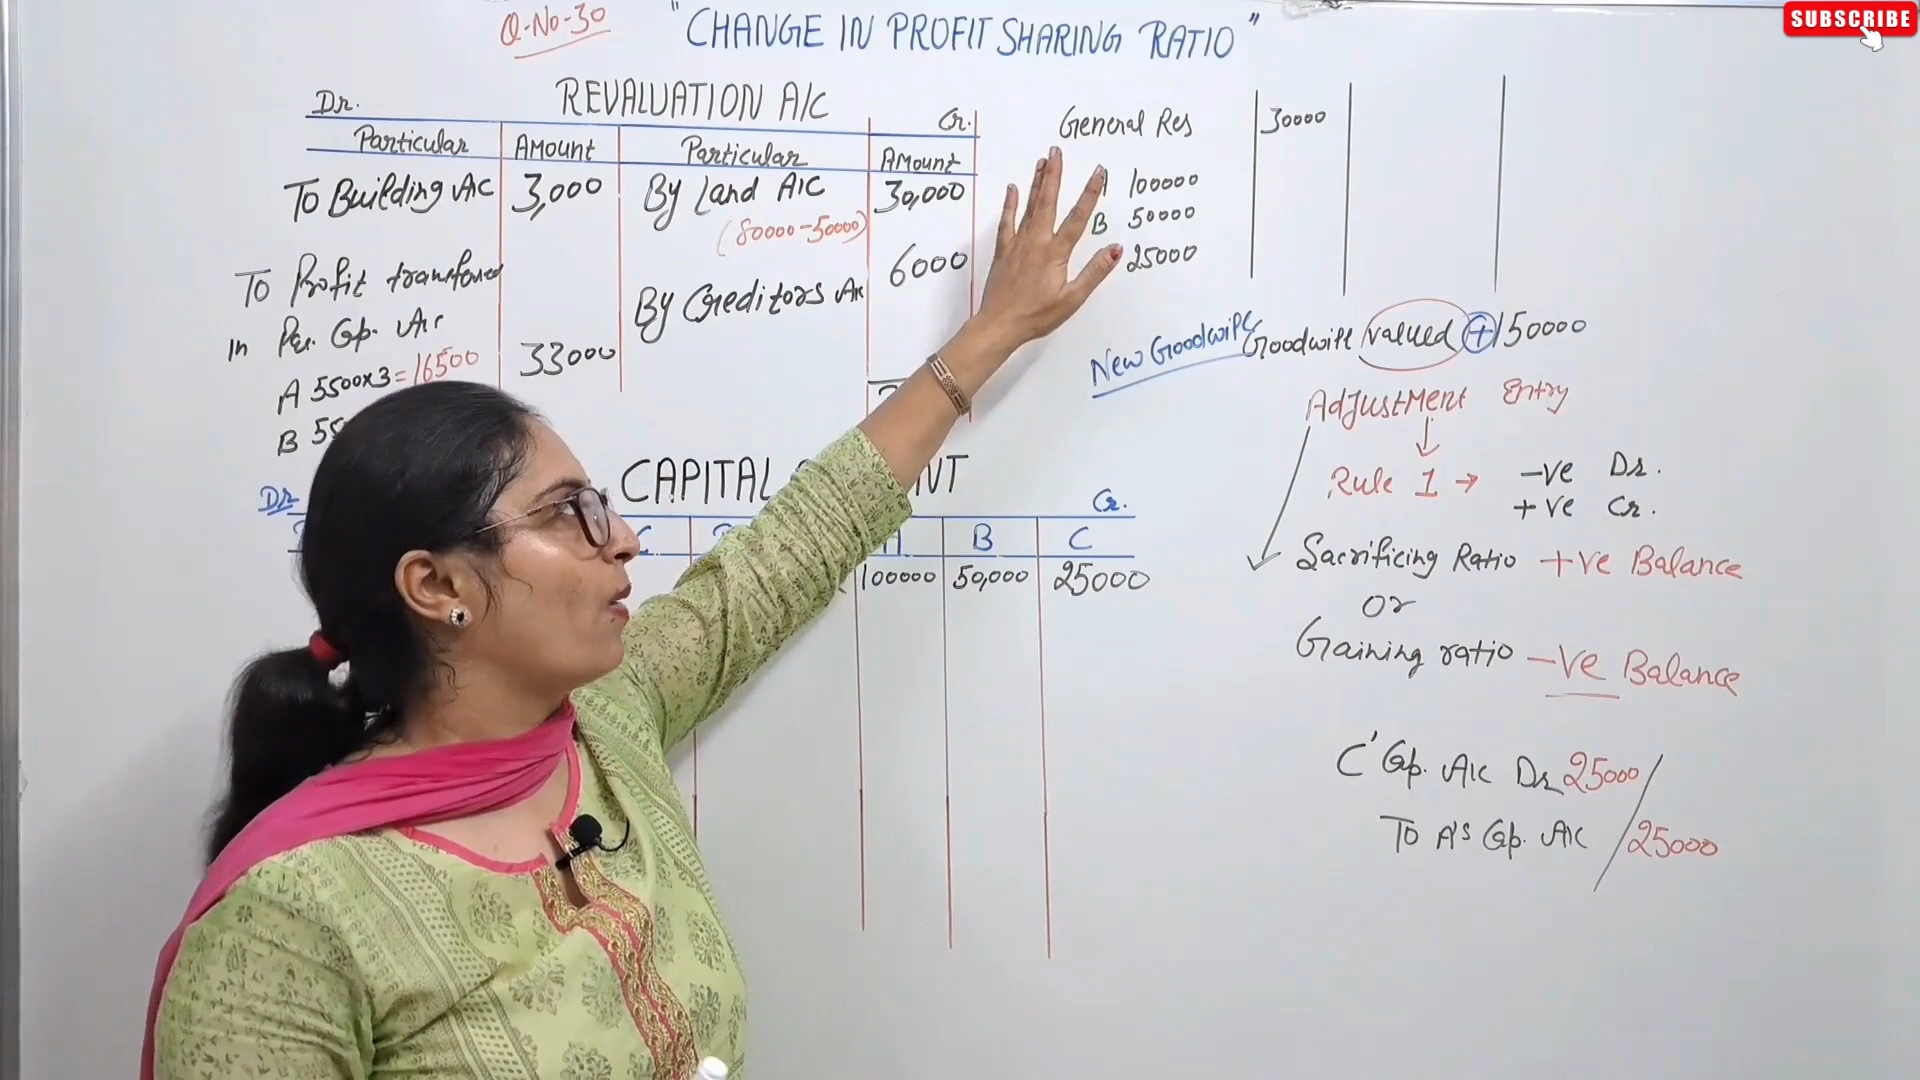 SUBSCRIBE
Q-No-30 "CHANGE IN PROFIT SHARING RATIO"
Dr. REVALUATION A/C Cr.
Particular AMount Particular AMount
To Building A/C 3,000 By Land A/C 30,000
(80000-50000)
To Profit transferred By Creditors A/c 6000
In Cap. A/c 33000
A 5500x3=16500
B 55
CAPITAL NT
Dr Cr.
C A B C
100000 50,000 25000
General Res 30000
A 100000
B 50000
25000
New Goodwill
Goodwill valued + 150000
AdJustMent Entry
Rule 1 → -ve Dr.
+ve Cr.
Sacrificing Ratio +ve Balance
Or
Gaining ratio -ve Balance
C' Cap. A/c Dr 25000
To A's Cap. A/c 25000